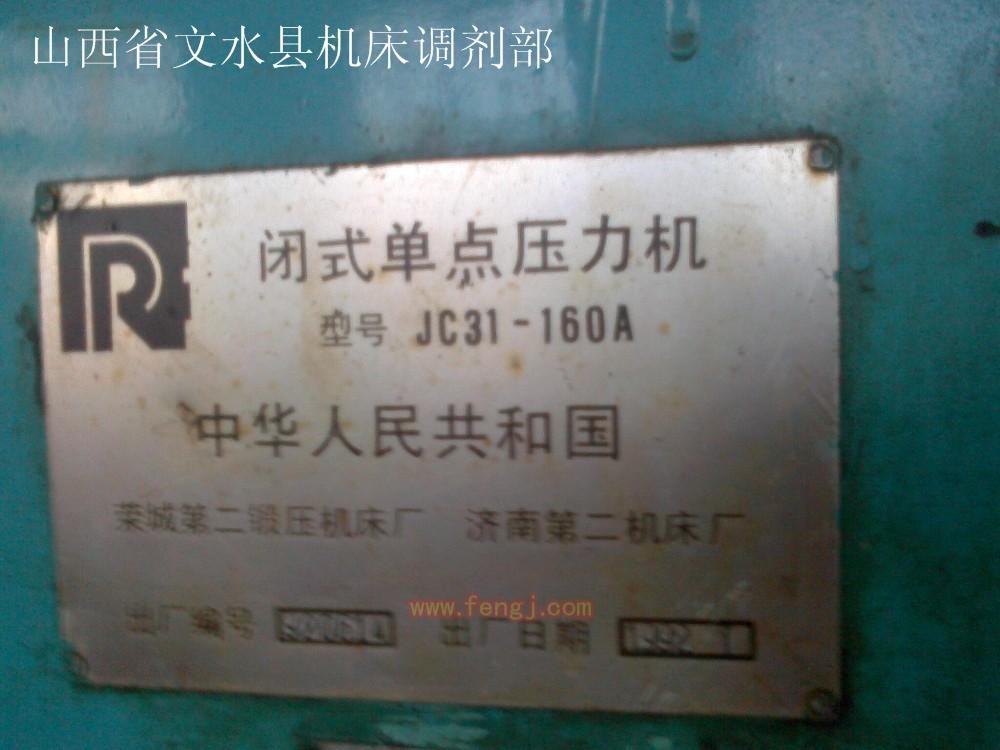 山西省文水县机床调剂部
R
闭式单点压力机
型号 JC31-160A
中华人民共和国
荣城第二锻压机床厂 济南第二机床厂
www.fengj.com
出厂编号 出厂日期